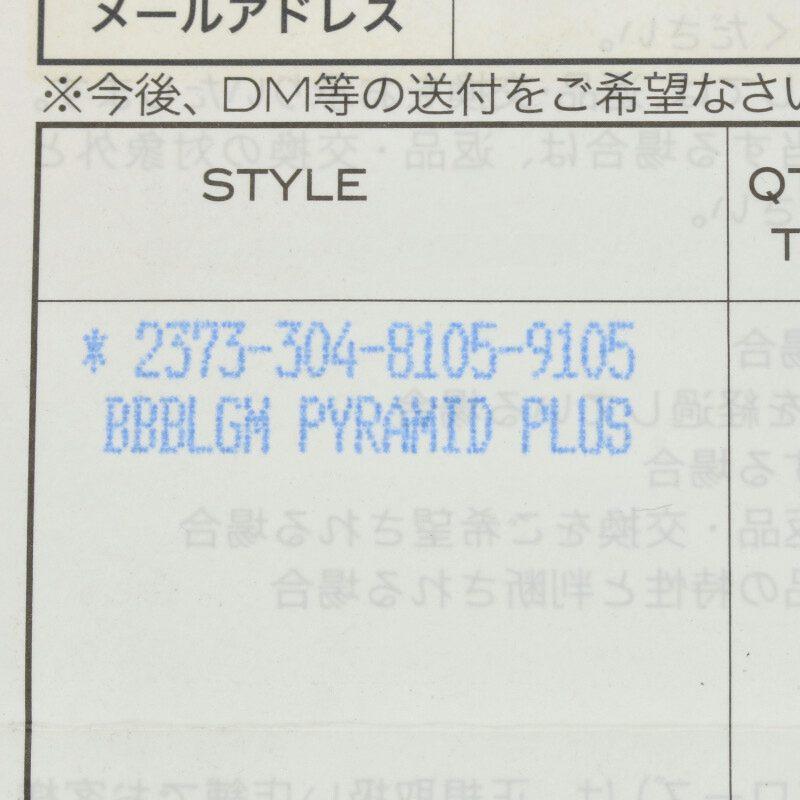 メールアドレス
※今後、DM等の送付をご希望なさい
STYLE
QT
T
* 2373-304-8105-9105
BBBLGM PYRAMID PLUS